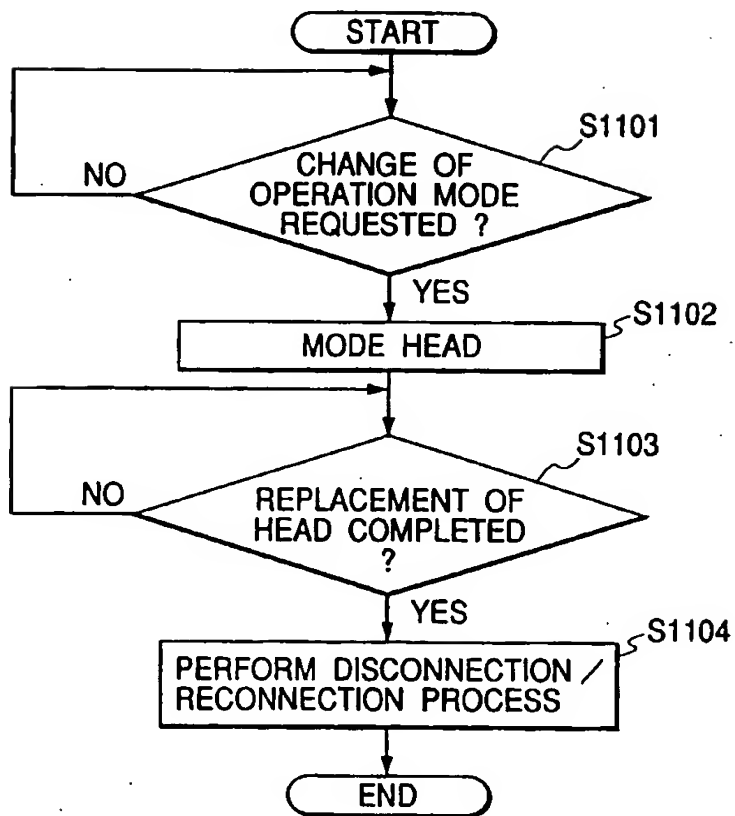 START
S1101
CHANGE OF
OPERATION MODE
REQUESTED ?
NO
YES
S1102
MODE HEAD
S1103
REPLACEMENT OF
HEAD COMPLETED
?
NO
YES
S1104
PERFORM DISCONNECTION /
RECONNECTION PROCESS
END